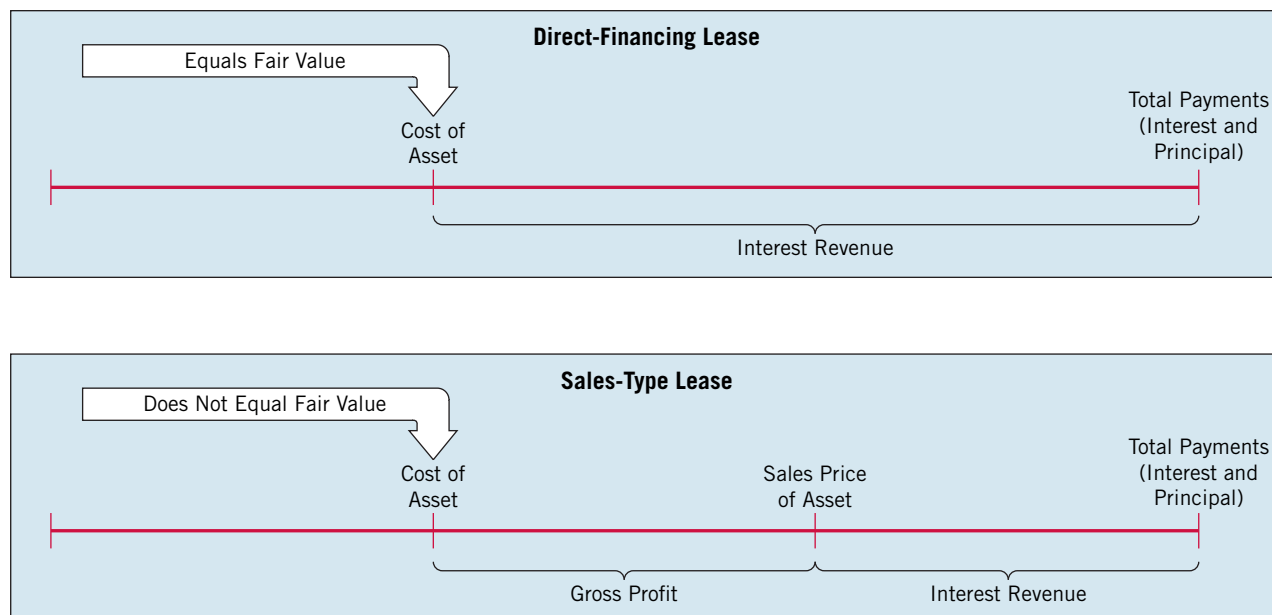 Direct-Financing Lease
Equals Fair Value
Cost of
Asset
Total Payments
(Interest and
Principal)
Interest Revenue
Sales-Type Lease
Does Not Equal Fair Value
Cost of
Asset
Sales Price
of Asset
Total Payments
(Interest and
Principal)
Gross Profit
Interest Revenue